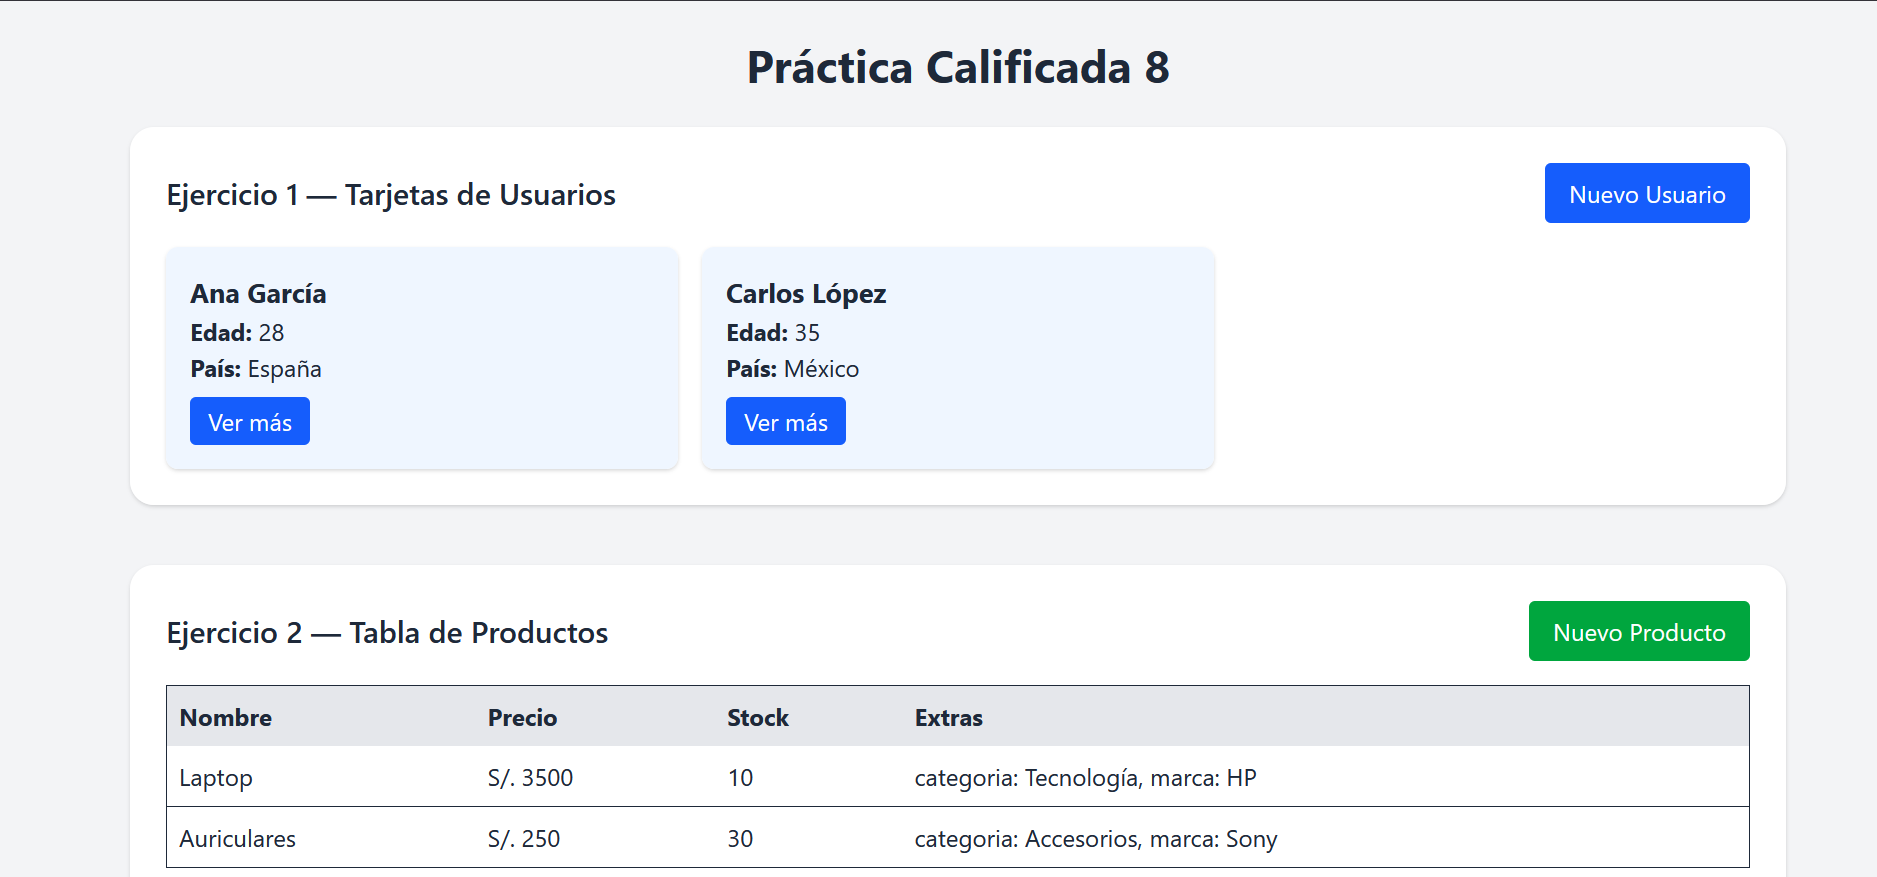 Práctica Calificada 8
Ejercicio 1 — Tarjetas de Usuarios
Nuevo Usuario
Ana García
Edad: 28
País: España
Ver más
Carlos López
Edad: 35
País: México
Ver más
Ejercicio 2 — Tabla de Productos
Nuevo Producto
Nombre Precio Stock Extras
Laptop S/. 3500 10 categoria: Tecnología, marca: HP
Auriculares S/. 250 30 categoria: Accesorios, marca: Sony